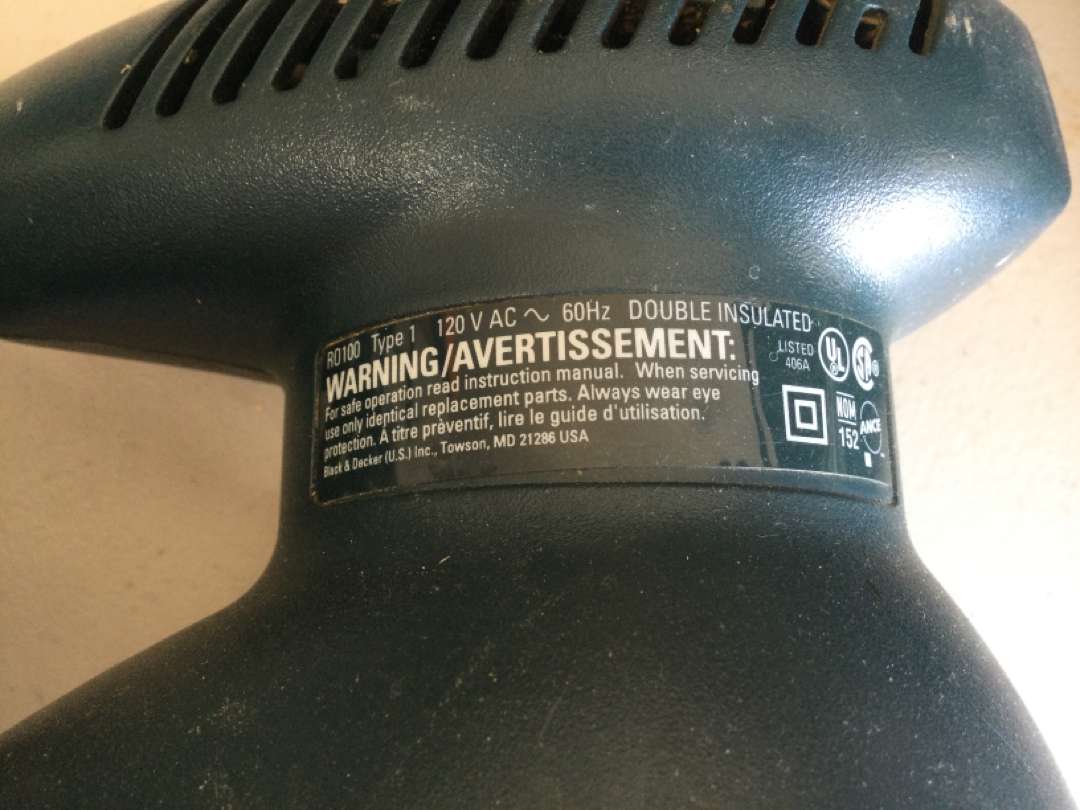 RO100 Type 1 120 V AC ~ 60Hz DOUBLE INSULATED
WARNING/AVERTISSEMENT:
For safe operation read instruction manual. When servicing
use only identical replacement parts. Always wear eye
protection. À titre préventif, lire le guide d'utilisation.
Black & Decker (U.S.) Inc., Towson, MD 21286 USA
LISTED
406A
UL
SA
NOM
152
ANCE